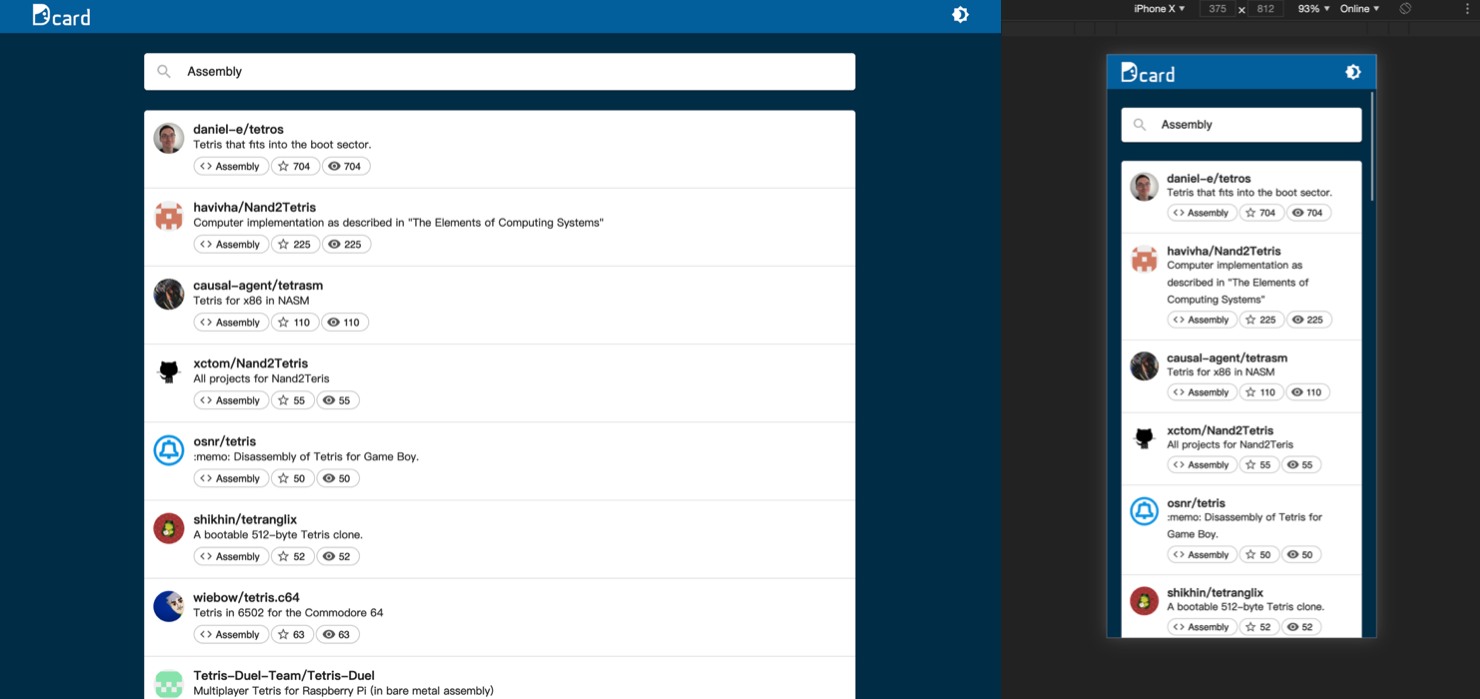 Dcard
Assembly
daniel-e/tetros
Tetris that fits into the boot sector.
<> Assembly 704 704
havivha/Nand2Tetris
Computer implementation as described in "The Elements of Computing Systems"
<> Assembly 225 225
causal-agent/tetrasm
Tetris for x86 in NASM
<> Assembly 110 110
xctom/Nand2Tetris
All projects for Nand2Teris
<> Assembly 55 55
osnr/tetris
:memo: Disassembly of Tetris for Game Boy.
<> Assembly 50 50
shikhin/tetranglix
A bootable 512-byte Tetris clone.
<> Assembly 52 52
wiebow/tetris.c64
Tetris in 6502 for the Commodore 64
<> Assembly 63 63
Tetris-Duel-Team/Tetris-Duel
Multiplayer Tetris for Raspberry Pi (in bare metal assembly)
iPhone X 375 x 812 93% Online
Dcard
Assembly
daniel-e/tetros
Tetris that fits into the boot sector.
<> Assembly 704 704
havivha/Nand2Tetris
Computer implementation as
described in "The Elements of
Computing Systems"
<> Assembly 225 225
causal-agent/tetrasm
Tetris for x86 in NASM
<> Assembly 110 110
xctom/Nand2Tetris
All projects for Nand2Teris
<> Assembly 55 55
osnr/tetris
:memo: Disassembly of Tetris for
Game Boy.
<> Assembly 50 50
shikhin/tetranglix
A bootable 512-byte Tetris clone.
<> Assembly 52 52